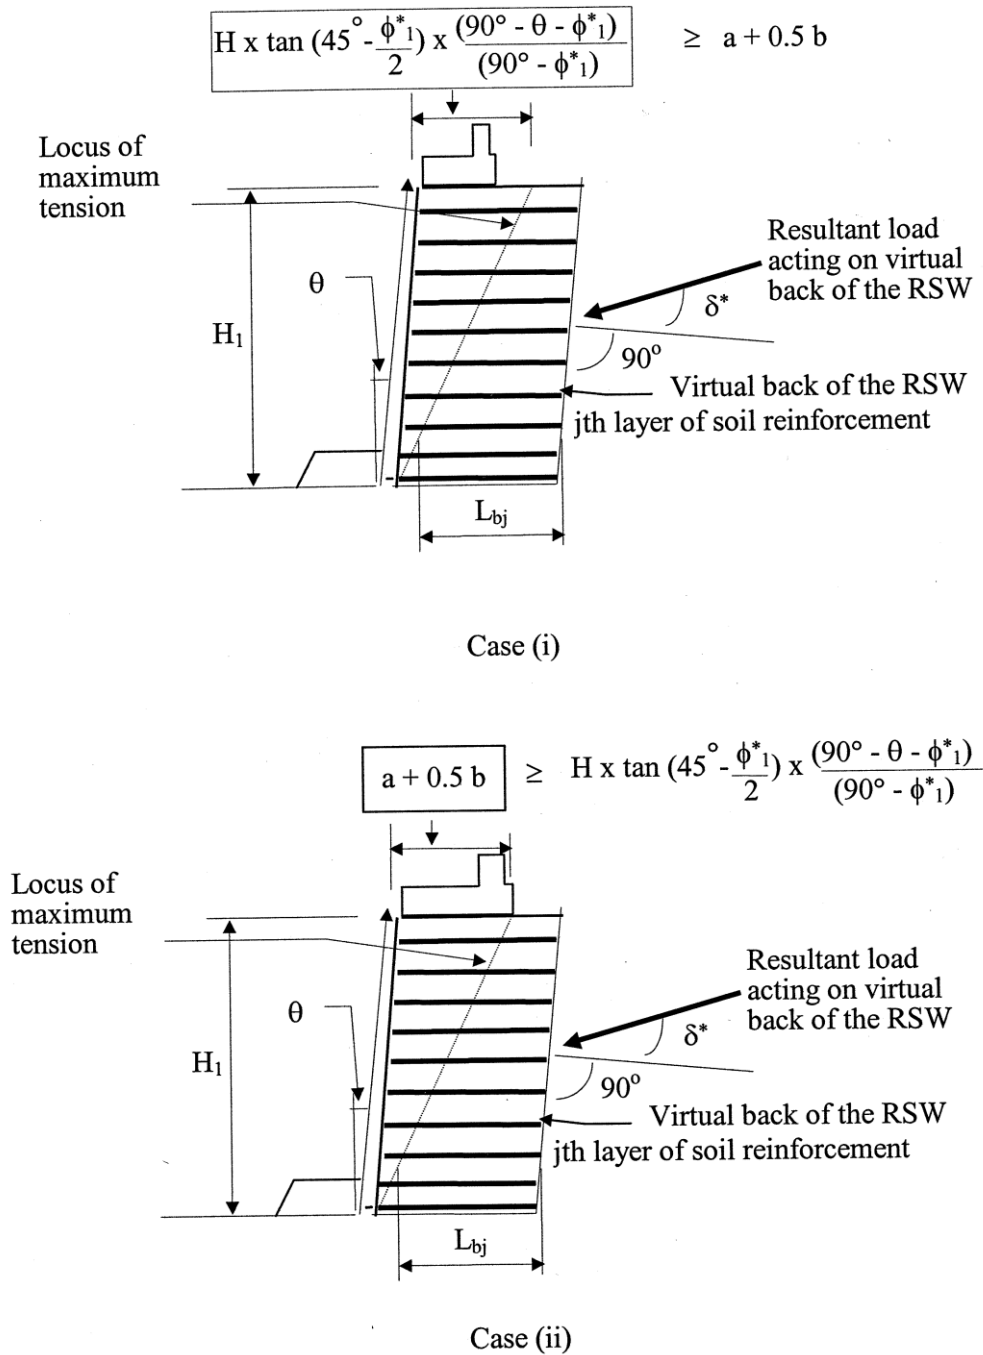 H x tan (45° - ϕ*₁/2) x (90° - θ - ϕ*₁)/(90° - ϕ*₁) ≥ a + 0.5 b
Locus of
maximum
tension
θ
H₁
Resultant load
acting on virtual
back of the RSW
δ*
90°
Virtual back of the RSW
jth layer of soil reinforcement
L_bj
Case (i)
a + 0.5 b ≥ H x tan (45° - ϕ*₁/2) x (90° - θ - ϕ*₁)/(90° - ϕ*₁)
Locus of
maximum
tension
θ
H₁
Resultant load
acting on virtual
back of the RSW
δ*
90°
Virtual back of the RSW
jth layer of soil reinforcement
L_bj
Case (ii)